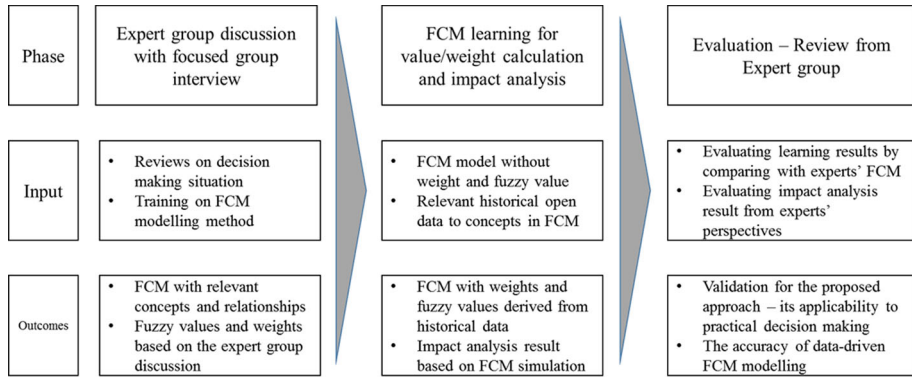 Phase
Expert group discussion
with focused group
interview
FCM learning for
value/weight calculation
and impact analysis
Evaluation – Review from
Expert group
Input
• Reviews on decision
making situation
• Training on FCM
modelling method
• FCM model without
weight and fuzzy value
• Relevant historical open
data to concepts in FCM
• Evaluating learning results by
comparing with experts' FCM
• Evaluating impact analysis
result from experts'
perspectives
Outcomes
• FCM with relevant
concepts and relationships
• Fuzzy values and weights
based on the expert group
discussion
• FCM with weights and
fuzzy values derived from
historical data
• Impact analysis result
based on FCM simulation
• Validation for the proposed
approach – its applicability to
practical decision making
• The accuracy of data-driven
FCM modelling